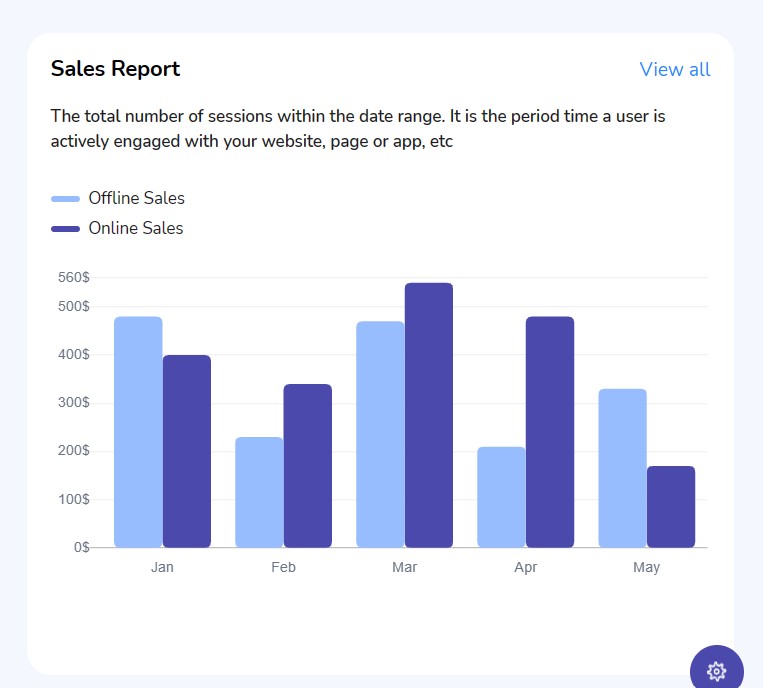 Sales Report
View all
The total number of sessions within the date range. It is the period time a user is
actively engaged with your website, page or app, etc
Offline Sales
Online Sales
560$
500$
400$
300$
200$
100$
0$
Jan Feb Mar Apr May